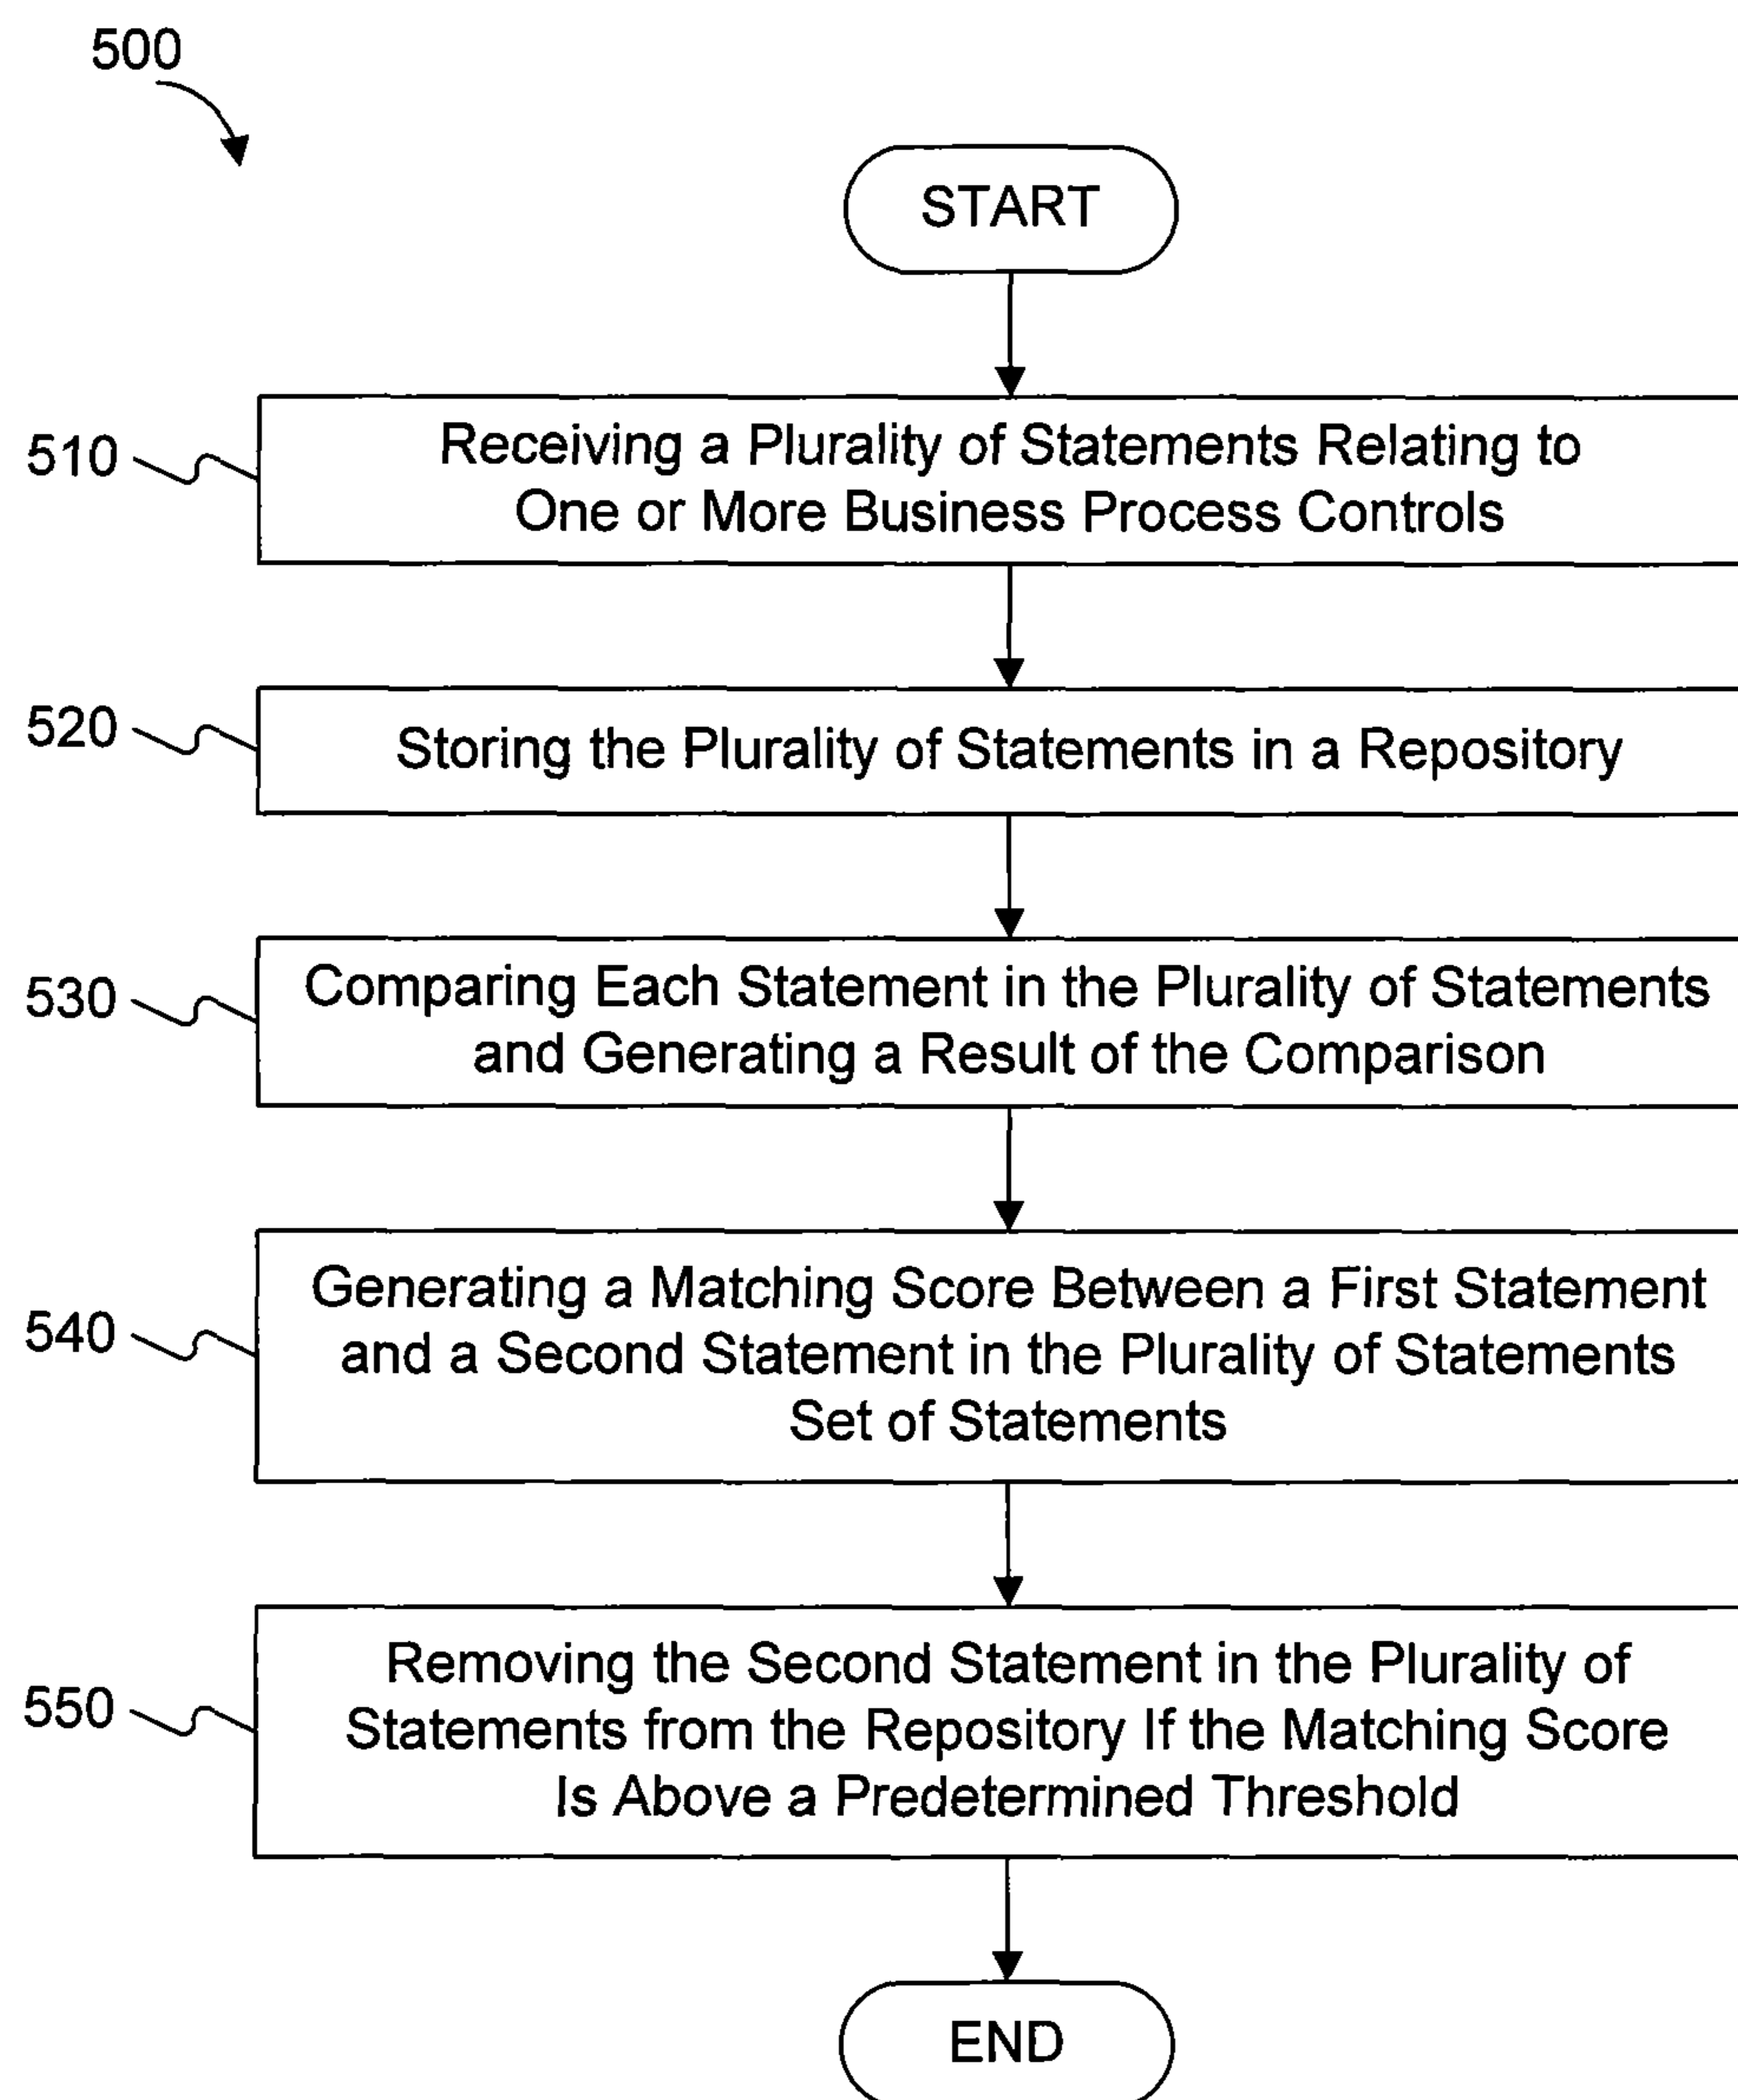 500
START
510
Receiving a Plurality of Statements Relating to
One or More Business Process Controls
520
Storing the Plurality of Statements in a Repository
530
Comparing Each Statement in the Plurality of Statements
and Generating a Result of the Comparison
540
Generating a Matching Score Between a First Statement
and a Second Statement in the Plurality of Statements
Set of Statements
550
Removing the Second Statement in the Plurality of
Statements from the Repository If the Matching Score
Is Above a Predetermined Threshold
END